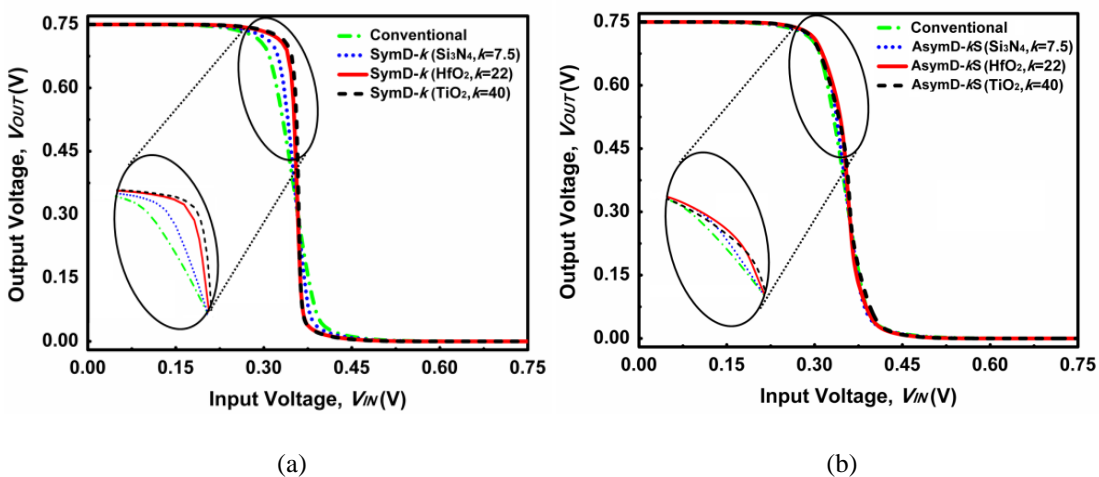 0.75
0.60
0.45
0.30
0.15
0.00
Output Voltage, VOUT (V)
Conventional
SymD-k (Si3N4,k=7.5)
SymD-k (HfO2,k=22)
SymD-k (TiO2,k=40)
0.00 0.15 0.30 0.45 0.60 0.75
Input Voltage, VIN (V)
(a)
0.75
0.60
0.45
0.30
0.15
0.00
Output Voltage, VOUT (V)
Conventional
AsymD-kS (Si3N4,k=7.5)
AsymD-kS (HfO2,k=22)
AsymD-kS (TiO2,k=40)
0.00 0.15 0.30 0.45 0.60 0.75
Input Voltage, VIN (V)
(b)